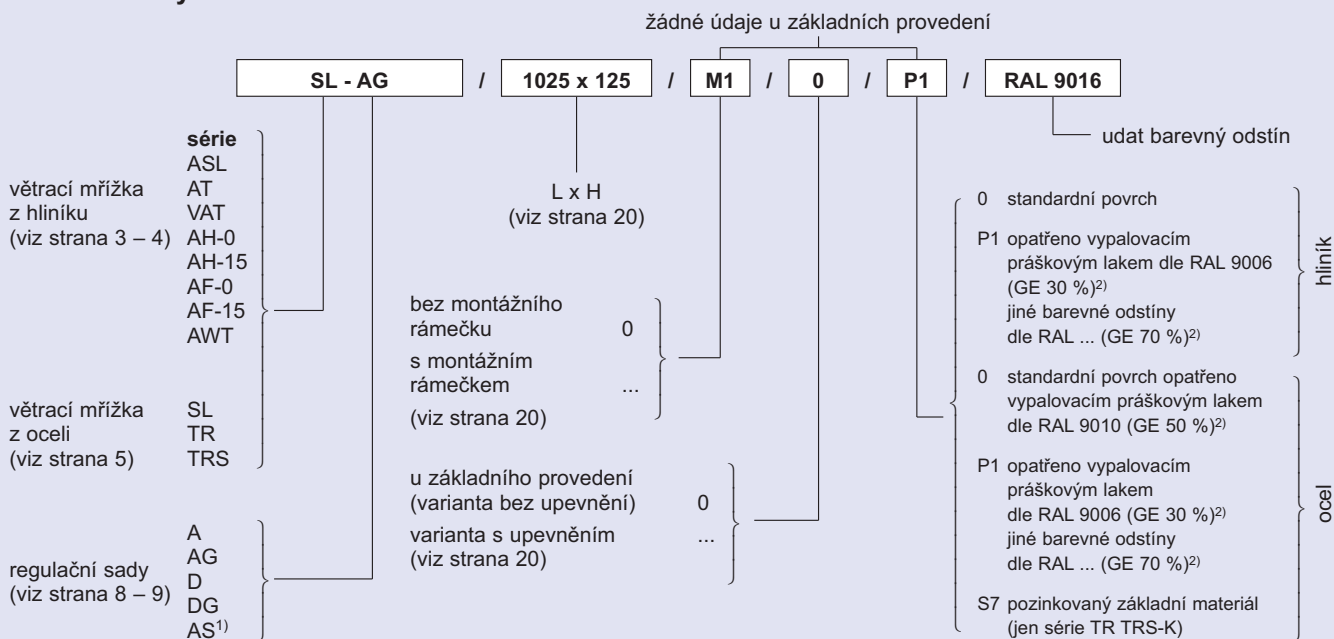 žádné údaje u základních provedení
SL - AG / 1025 x 125 / M1 / 0 / P1 / RAL 9016
udat barevný odstín
L x H
(viz strana 20)
větrací mřížka
z hliníku
(viz strana 3 – 4)
série
ASL
AT
VAT
AH-0
AH-15
AF-0
AF-15
AWT
větrací mřížka
z oceli
(viz strana 5)
SL
TR
TRS
regulační sady
(viz strana 8 – 9)
A
AG
D
DG
AS1)
bez montážního
rámečku 0
s montážním
rámečkem ...
(viz strana 20)
u základního provedení
(varianta bez upevnění) 0
varianta s upevněním ...
(viz strana 20)
0 standardní povrch
P1 opatřeno vypalovacím
práškovým lakem dle RAL 9006
(GE 30 %)2)
jiné barevné odstíny
dle RAL ... (GE 70 %)2)
hliník
0 standardní povrch opatřeno
vypalovacím práškovým lakem
dle RAL 9010 (GE 50 %)2)
P1 opatřeno vypalovacím
práškovým lakem
dle RAL 9006 (GE 30 %)2)
jiné barevné odstíny
dle RAL ... (GE 70 %)2)
S7 pozinkovaný základní materiál
(jen série TR TRS-K)
ocel